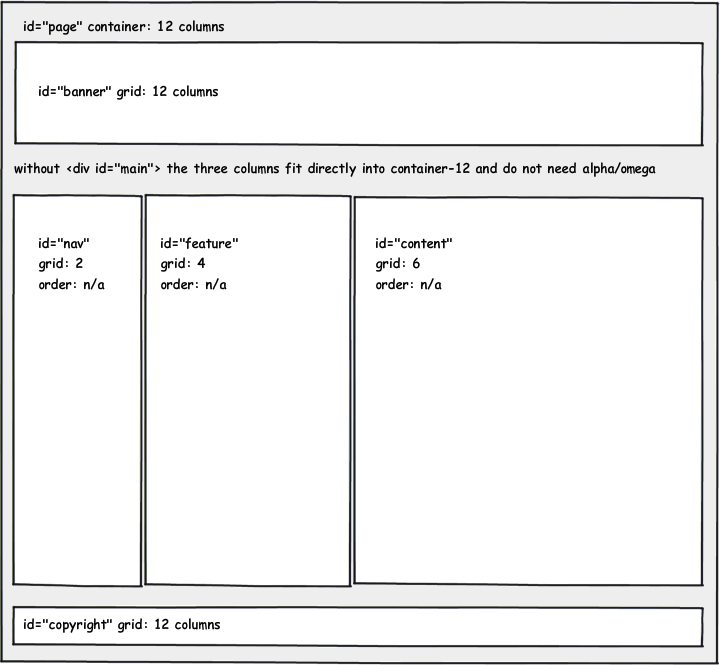 id="page" container: 12 columns
id="banner" grid: 12 columns
without <div id="main"> the three columns fit directly into container-12 and do not need alpha/omega
id="nav"
grid: 2
order: n/a
id="feature"
grid: 4
order: n/a
id="content"
grid: 6
order: n/a
id="copyright" grid: 12 columns